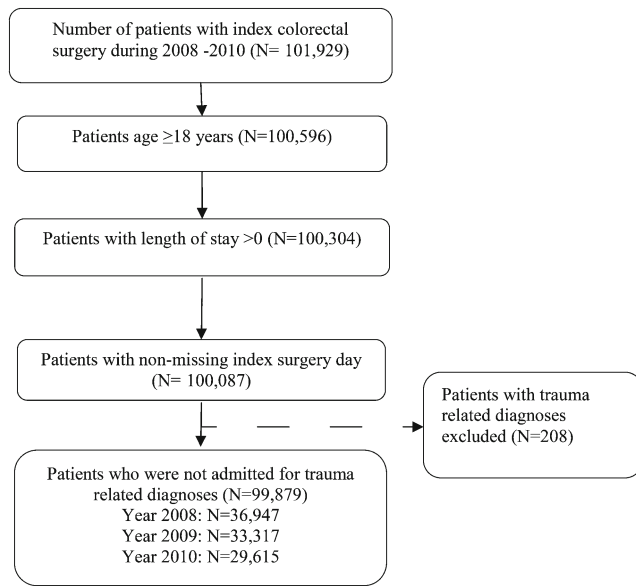 Number of patients with index colorectal
surgery during 2008 -2010 (N= 101,929)
Patients age ≥18 years (N=100,596)
Patients with length of stay >0 (N=100,304)
Patients with non-missing index surgery day
(N= 100,087)
Patients with trauma
related diagnoses
excluded (N=208)
Patients who were not admitted for trauma
related diagnoses (N=99,879)
Year 2008: N=36,947
Year 2009: N=33,317
Year 2010: N=29,615